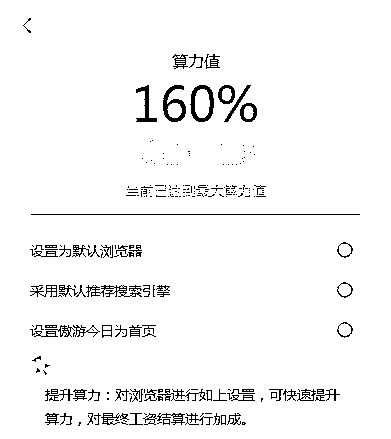 算力值
160%
当前已达到最大算力值
设置为默认浏览器
采用默认推荐搜索引擎
设置傲游今日为首页
提升算力：对浏览器进行如上设置，可快速提升
算力，对最终工资结算进行加成。